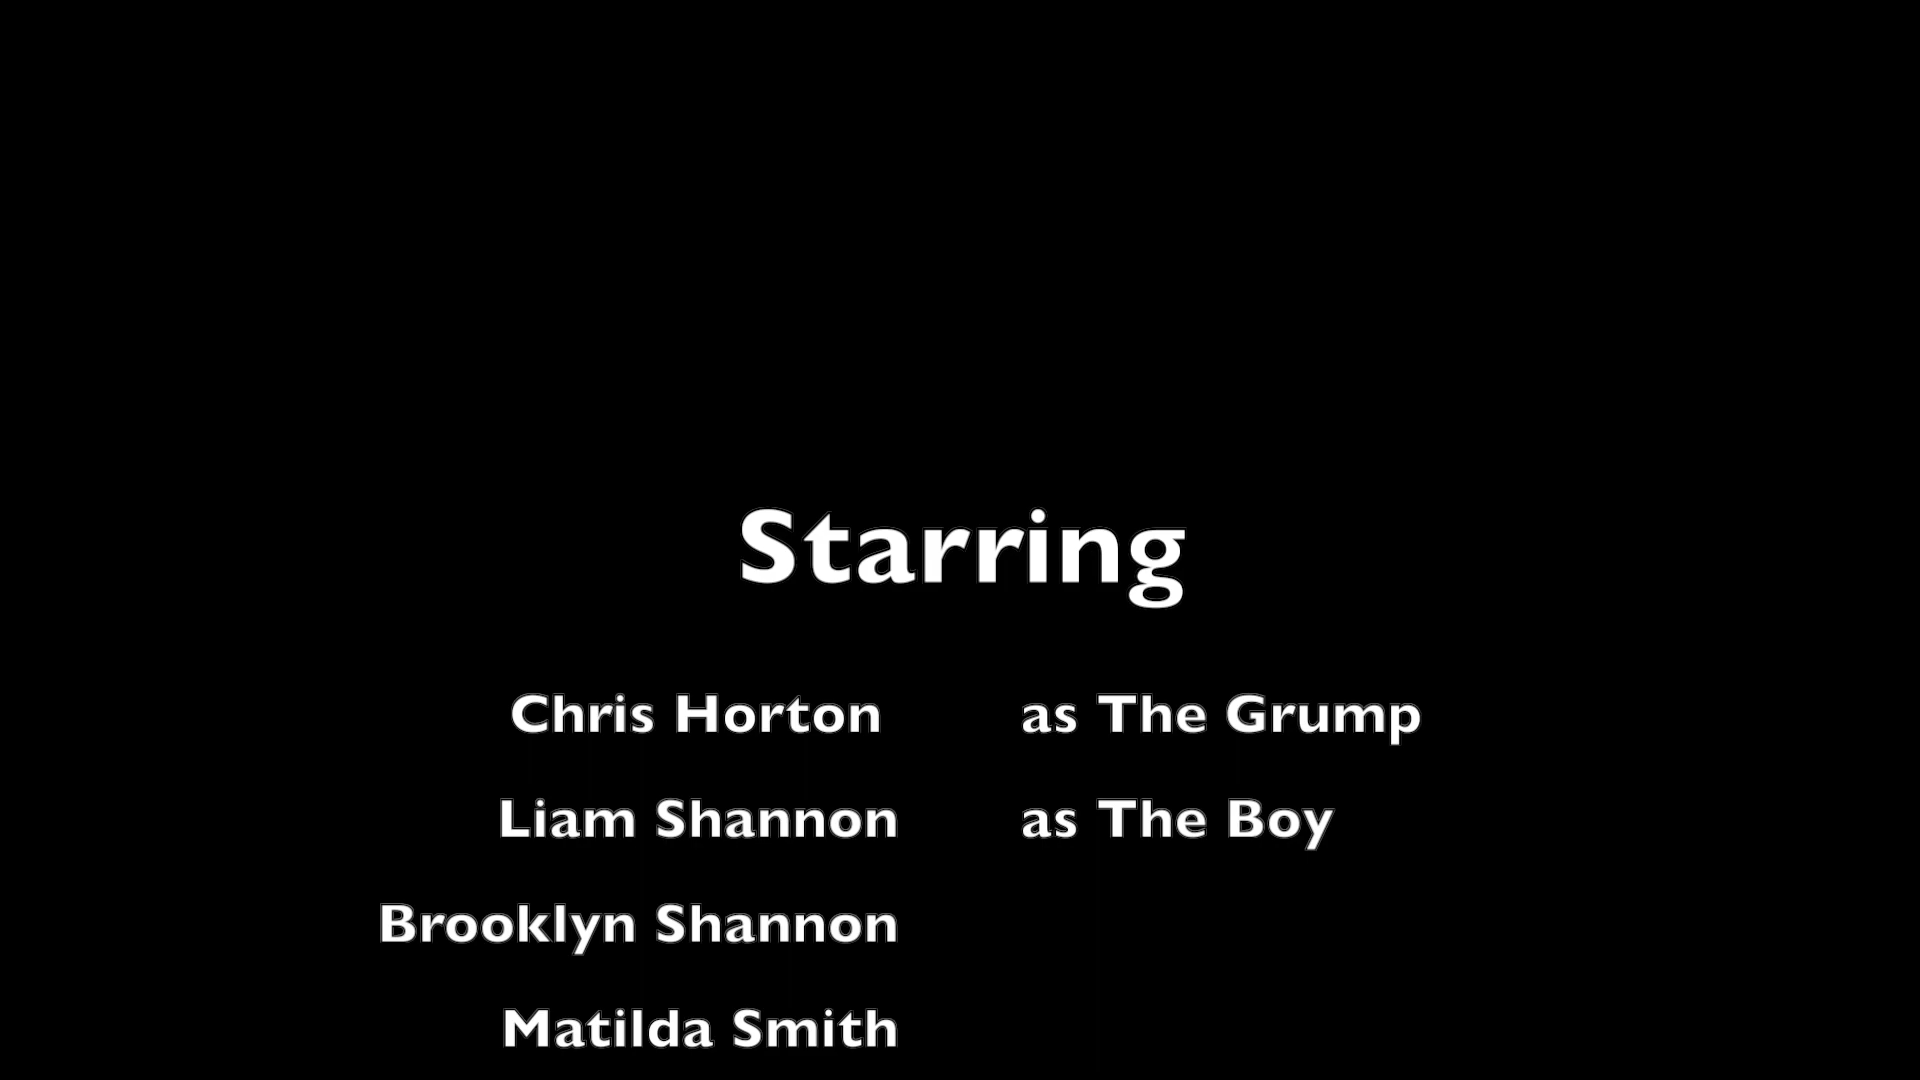 Starring
Chris Horton as The Grump
Liam Shannon as The Boy
Brooklyn Shannon
Matilda Smith